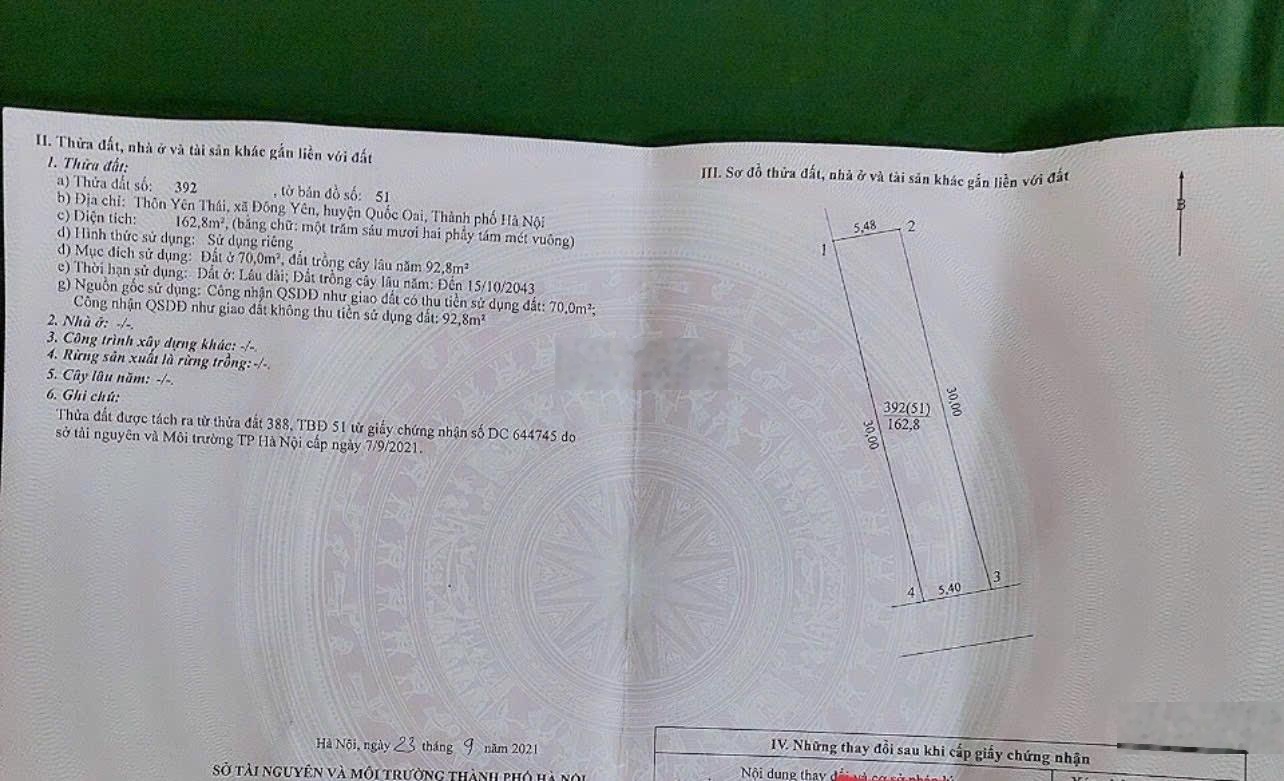 II. Thửa đất, nhà ở và tài sản khác gắn liền với đất
1. Thửa đất:
a) Thửa đất số: 392 , tờ bản đồ số: 51
b) Địa chỉ: Thôn Yên Thái, xã Đông Yên, huyện Quốc Oai, Thành phố Hà Nội
c) Diện tích: 162,8m², (bằng chữ: một trăm sáu mươi hai phẩy tám mét vuông)
d) Hình thức sử dụng: Sử dụng riêng
đ) Mục đích sử dụng: Đất ở 70,0m², đất trồng cây lâu năm 92,8m²
e) Thời hạn sử dụng: Đất ở: Lâu dài; Đất trồng cây lâu năm: Đến 15/10/2043
g) Nguồn gốc sử dụng: Công nhận QSDĐ như giao đất có thu tiền sử dụng đất: 70,0m²;
Công nhận QSDĐ như giao đất không thu tiền sử dụng đất: 92,8m²
2. Nhà ở: -/-.
3. Công trình xây dựng khác: -/-.
4. Rừng sản xuất là rừng trồng: -/-.
5. Cây lâu năm: -/-.
6. Ghi chú:
Thửa đất được tách ra từ thửa đất 388, TBĐ 51 từ giấy chứng nhận số DC 644745 do
sở tài nguyên và Môi trường TP Hà Nội cấp ngày 7/9/2021.
Hà Nội, ngày 23 tháng 9 năm 2021
SỞ TÀI NGUYÊN VÀ MÔI TRƯỜNG THÀNH PHỐ HÀ NỘI
III. Sơ đồ thửa đất, nhà ở và tài sản khác gắn liền với đất
B
1
5,48
2
30,00
392(51)
162,8
30,00
4
5,40
3
IV. Những thay đổi sau khi cấp giấy chứng nhận
Nội dung thay đổi và cơ sở pháp lý